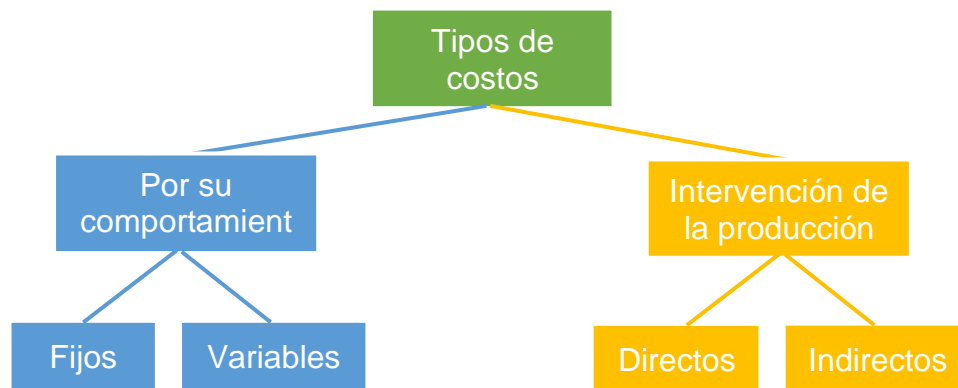 Tipos de
costos
Por su
comportamient
Intervención de
la producción
Fijos
Variables
Directos
Indirectos